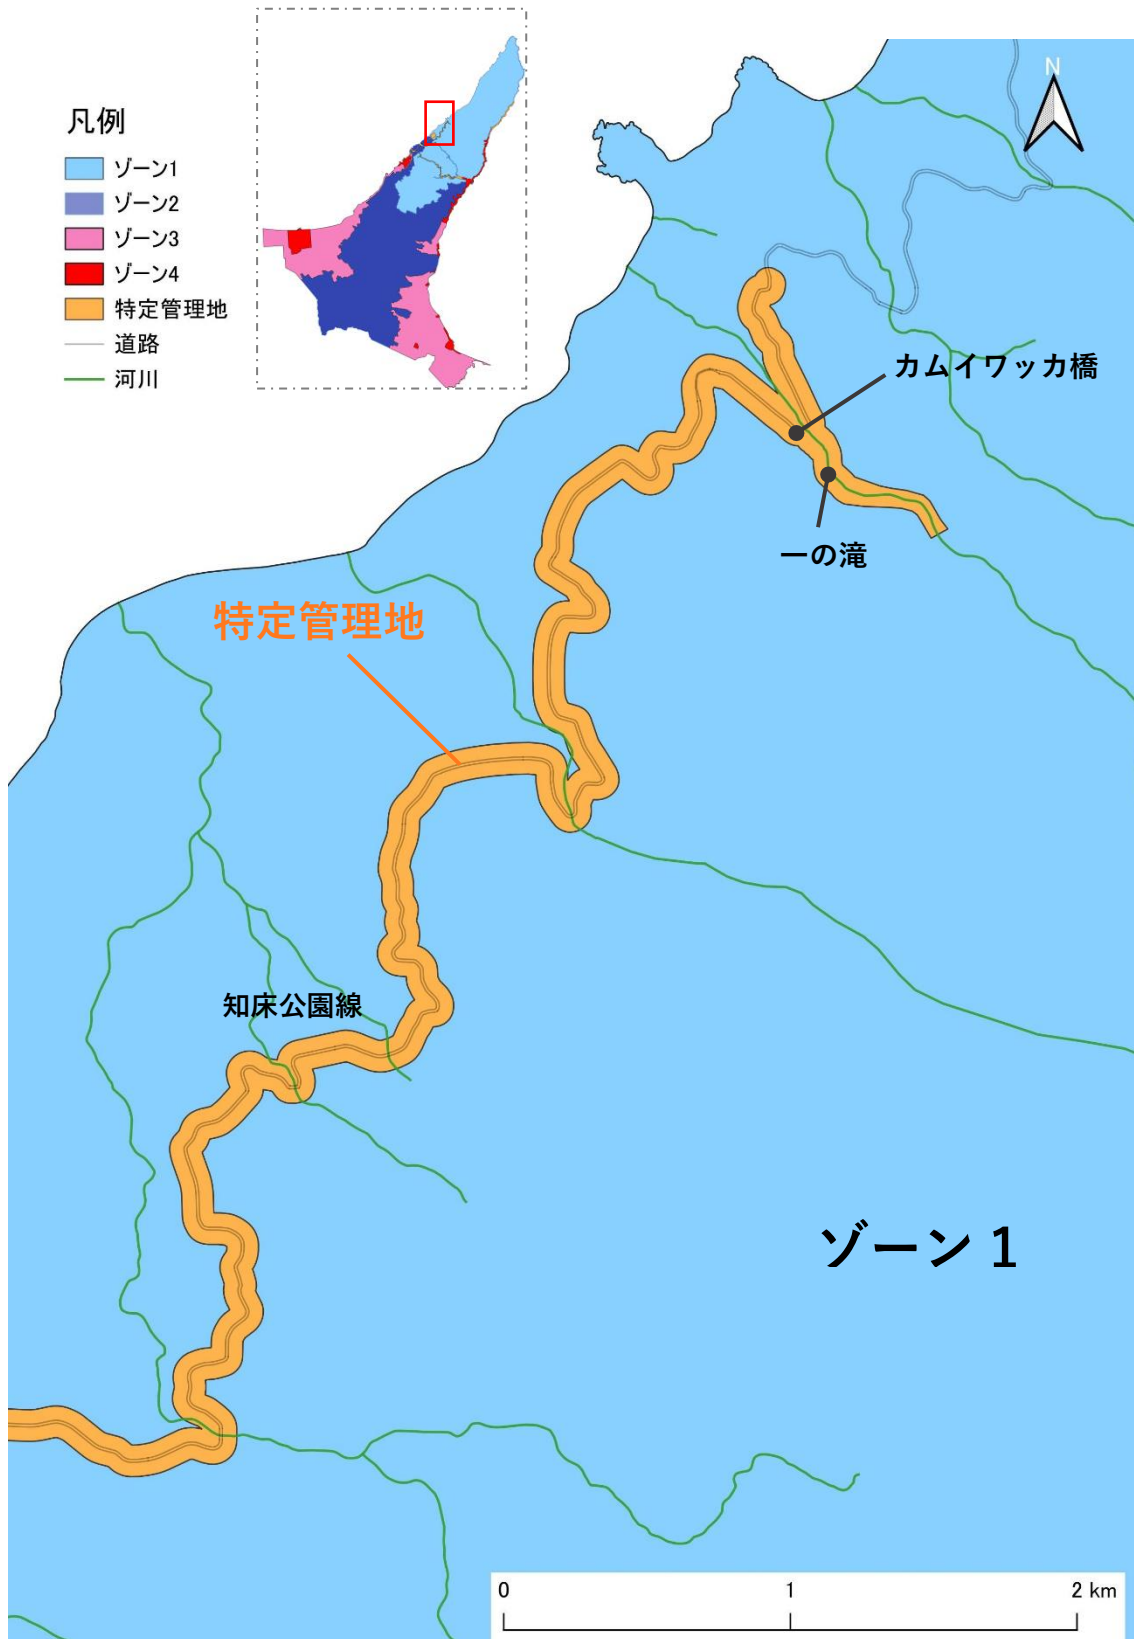 凡例
ゾーン1
ゾーン2
ゾーン3
ゾーン4
特定管理地
道路
河川
N
カムイワッカ橋
一の滝
特定管理地
知床公園線
ゾーン 1
0 1 2 km